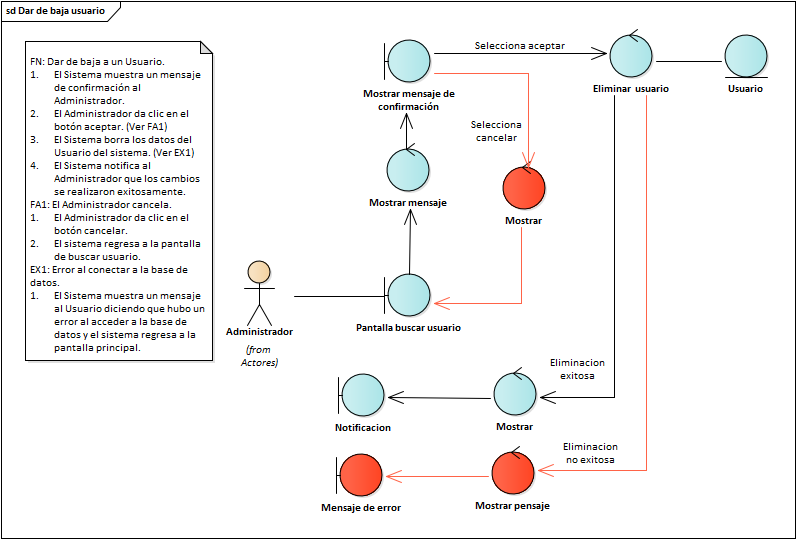 sd Dar de baja usuario
FN: Dar de baja a un Usuario.
1. El Sistema muestra un mensaje
de confirmación al
Administrador.
2. El Administrador da clic en el
botón aceptar. (Ver FA1)
3. El Sistema borra los datos del
Usuario del sistema. (Ver EX1)
4. El Sistema notifica al
Administrador que los cambios
se realizaron exitosamente.
FA1: El Administrador cancela.
1. El Administrador da clic en el
botón cancelar.
2. El sistema regresa a la pantalla
de buscar usuario.
EX1: Error al conectar a la base de
datos.
1. El Sistema muestra un mensaje
al Usuario diciendo que hubo un
error al acceder a la base de
datos y el sistema regresa a la
pantalla principal.
Selecciona aceptar
Mostrar mensaje de
confirmación
Eliminar usuario
Usuario
Selecciona
cancelar
Mostrar mensaje
Mostrar
Administrador
(from
Actores)
Pantalla buscar usuario
Eliminacion
exitosa
Notificacion
Mostrar
Eliminacion
no exitosa
Mensaje de error
Mostrar pensaje